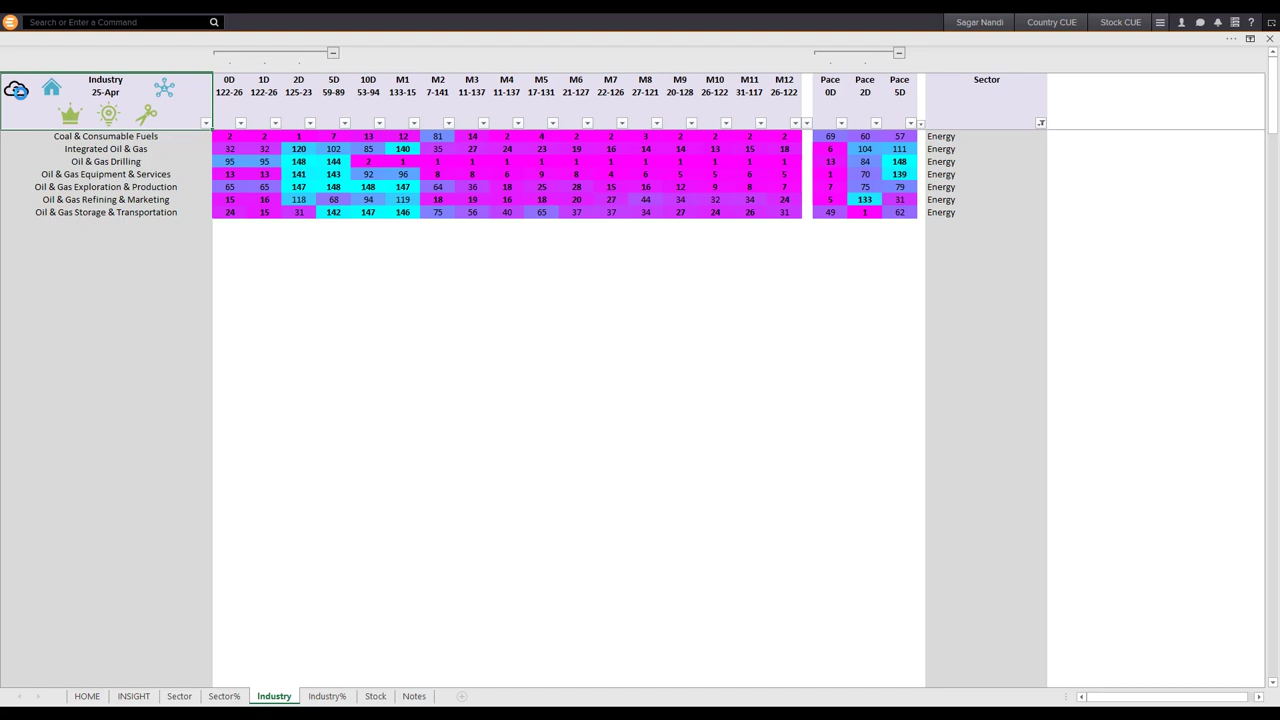 Search or Enter a Command Sagar Nandi Country CUE Stock CUE
Industry 0D 1D 2D 5D 10D M1 M2 M3 M4 M5 M6 M7 M8 M9 M10 M11 M12 Pace Pace Pace Sector
25-Apr 122-26 122-26 125-23 59-89 53-94 133-15 7-141 11-137 11-137 17-131 21-127 22-126 27-121 20-128 26-122 31-117 26-122 0D 2D 5D
Coal & Consumable Fuels 2 2 1 7 13 12 81 14 2 4 2 2 3 2 2 2 2 69 60 57 Energy
Integrated Oil & Gas 32 32 120 102 85 140 35 27 24 23 19 16 14 14 13 15 18 6 104 111 Energy
Oil & Gas Drilling 95 95 148 144 2 1 1 1 1 1 1 1 1 1 1 1 1 13 84 148 Energy
Oil & Gas Equipment & Services 13 13 141 143 92 96 8 8 6 9 8 4 6 5 5 6 5 1 70 139 Energy
Oil & Gas Exploration & Production 65 65 147 148 148 147 64 36 18 25 28 15 16 12 9 8 7 7 75 79 Energy
Oil & Gas Refining & Marketing 15 16 118 68 94 119 18 19 16 18 20 27 44 34 32 34 24 5 133 31 Energy
Oil & Gas Storage & Transportation 24 15 31 142 147 146 75 56 40 65 37 37 34 27 24 26 31 49 1 62 Energy
HOME INSIGHT Sector Sector% Industry Industry% Stock Notes